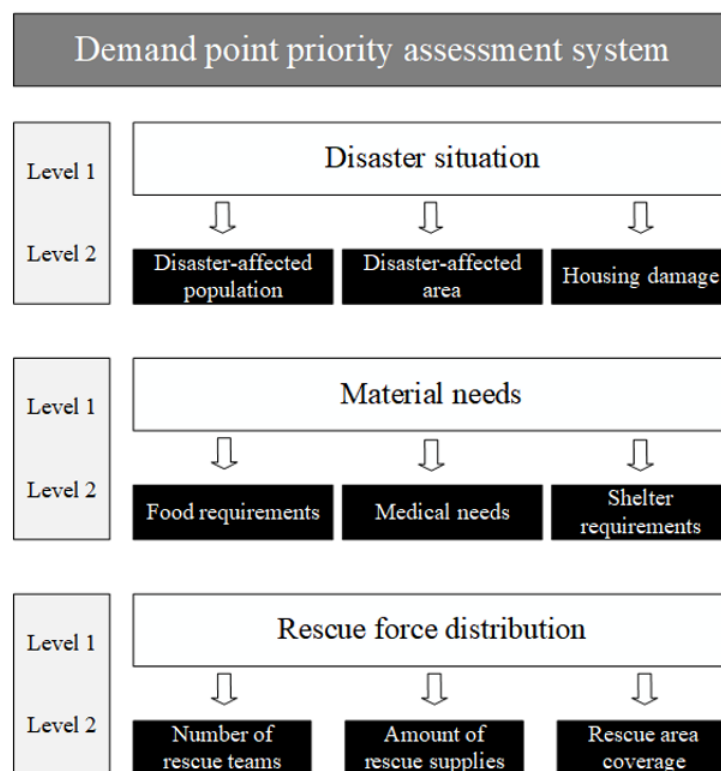 Demand point priority assessment system
Level 1
Disaster situation
Level 2
Disaster-affected
population
Disaster-affected
area
Housing damage
Level 1
Material needs
Level 2
Food requirements
Medical needs
Shelter
requirements
Level 1
Rescue force distribution
Level 2
Number of
rescue teams
Amount of
rescue supplies
Rescue area
coverage